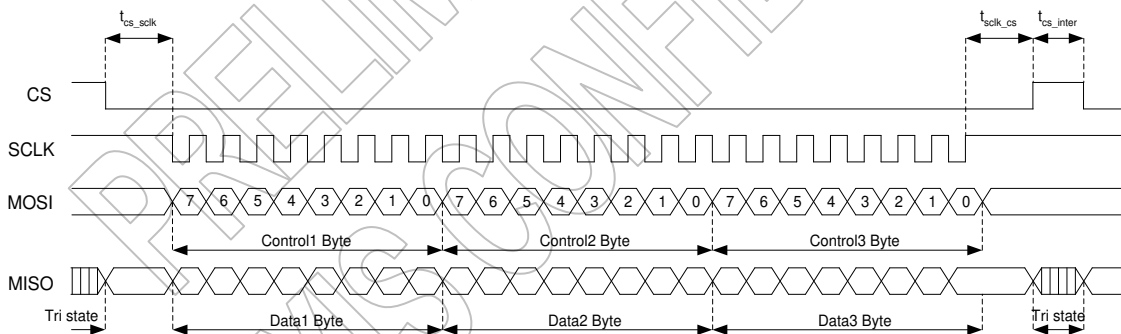 t_cs_sclk t_sclk_cs t_cs_inter
CS
SCLK
MOSI 7 6 5 4 3 2 1 0 7 6 5 4 3 2 1 0 7 6 5 4 3 2 1 0
Control1 Byte Control2 Byte Control3 Byte
MISO
Tri state Data1 Byte Data2 Byte Data3 Byte Tri state